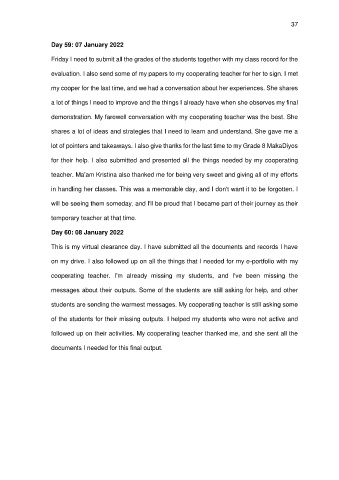 37
Day 59: 07 January 2022
Friday I need to submit all the grades of the students together with my class record for the
evaluation. I also send some of my papers to my cooperating teacher for her to sign. I met
my cooper for the last time, and we had a conversation about her experiences. She shares
a lot of things I need to improve and the things I already have when she observes my final
demonstration. My farewell conversation with my cooperating teacher was the best. She
shares a lot of ideas and strategies that I need to learn and understand. She gave me a
lot of pointers and takeaways. I also give thanks for the last time to my Grade 8 MakaDiyos
for their help. I also submitted and presented all the things needed by my cooperating
teacher. Ma'am Kristina also thanked me for being very sweet and giving all of my efforts
in handling her classes. This was a memorable day, and I don't want it to be forgotten. I
will be seeing them someday, and I'll be proud that I became part of their journey as their
temporary teacher at that time.
Day 60: 08 January 2022
This is my virtual clearance day. I have submitted all the documents and records I have
on my drive. I also followed up on all the things that I needed for my e-portfolio with my
cooperating teacher. I'm already missing my students, and I've been missing the
messages about their outputs. Some of the students are still asking for help, and other
students are sending the warmest messages. My cooperating teacher is still asking some
of the students for their missing outputs. I helped my students who were not active and
followed up on their activities. My cooperating teacher thanked me, and she sent all the
documents I needed for this final output.